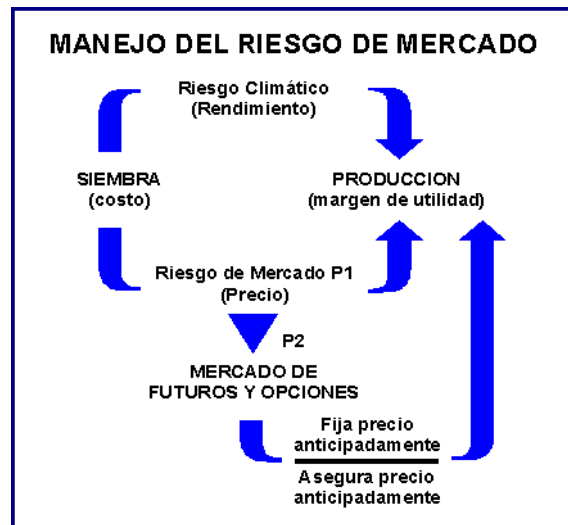 MANEJO DEL RIESGO DE MERCADO
Riesgo Climático
(Rendimiento)
SIEMBRA
(costo)
PRODUCCION
(margen de utilidad)
Riesgo de Mercado P1
(Precio)
P2
MERCADO DE
FUTUROS Y OPCIONES
Fija precio
anticipadamente
Asegura precio
anticipadamente